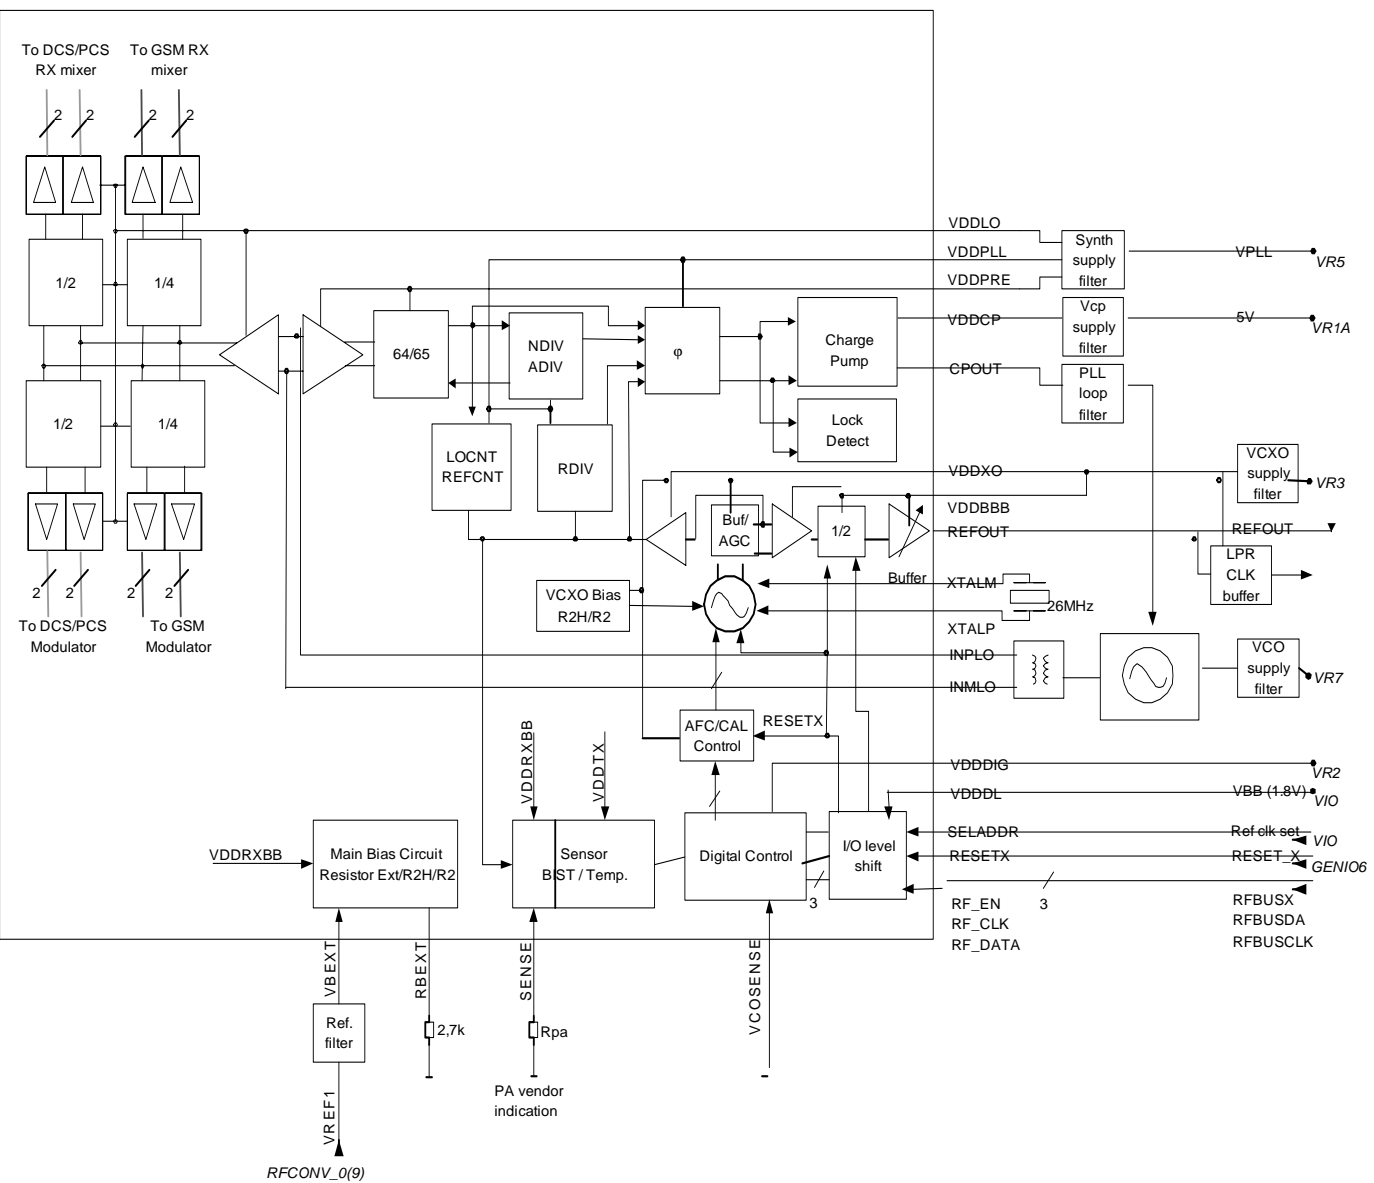 To DCS/PCS
RX mixer
To GSM RX
mixer
2
2
2
2
1/2
1/4
1/2
1/4
2
2
2
2
To DCS/PCS
Modulator
To GSM
Modulator
64/65
NDIV
ADIV
φ
Charge
Pump
Lock
Detect
LOCNT
REFCNT
RDIV
Buf/
AGC
1/2
Buffer
VCXO Bias
R2H/R2
VDDLO
VDDPLL
VDDPRE
VDDCP
CPOUT
VDDXO
VDDBBB
REFOUT
XTALM
XTALP
INPLO
INMLO
26MHz
Synth
supply
filter
VPLL
VR5
Vcp
supply
filter
5V
VR1A
PLL
loop
filter
VCXO
supply
filter
VR3
REFOUT
LPR
CLK
buffer
VCO
supply
filter
VR7
AFC/CAL
Control
RESETX
VDDRXBB
VDDTX
VDDDIG
VR2
VDDDL
VBB (1.8V)
VIO
SELADDR
Ref clk set
VIO
RESETX
RESET_X
GENIO6
VDDRXBB
Main Bias Circuit
Resistor Ext/R2H/R2
Sensor
BIST / Temp.
Digital Control
I/O level
shift
3
3
RF_EN
RF_CLK
RF_DATA
RFBUSX
RFBUSDA
RFBUSCLK
VBEXT
RBEXT
SENSE
VCOSENSE
Ref.
filter
2,7k
Rpa
PA vendor
indication
VREF1
RFCONV_0(9)